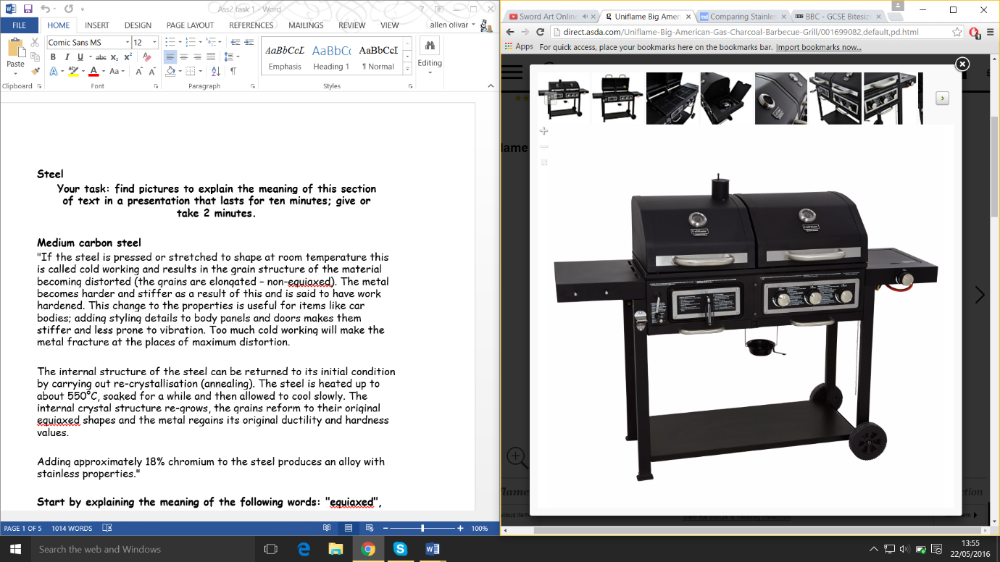 Ass2 task 1 - Word
FILE HOME INSERT DESIGN PAGE LAYOUT REFERENCES MAILINGS REVIEW VIEW allen olivar
Paste
Comic Sans MS 12
B I U abc X₂ X²
A ab A Aa A A
AaBbCcL AaBbCc AaBbCcI
Emphasis Heading 1 ¶ Normal
Editing
Clipboard Font Paragraph Styles
Steel
Your task: find pictures to explain the meaning of this section
of text in a presentation that lasts for ten minutes; give or
take 2 minutes.
Medium carbon steel
"If the steel is pressed or stretched to shape at room temperature this
is called cold working and results in the grain structure of the material
becoming distorted (the grains are elongated – non-equiaxed). The metal
becomes harder and stiffer as a result of this and is said to have work
hardened. This change to the properties is useful for items like car
bodies; adding styling details to body panels and doors makes them
stiffer and less prone to vibration. Too much cold working will make the
metal fracture at the places of maximum distortion.
The internal structure of the steel can be returned to its initial condition
by carrying out re-crystallisation (annealing). The steel is heated up to
about 550°C, soaked for a while and then allowed to cool slowly. The
internal crystal structure re-grows, the grains reform to their original
equiaxed shapes and the metal regains its original ductility and hardness
values.
Adding approximately 18% chromium to the steel produces an alloy with
stainless properties."
Start by explaining the meaning of the following words: "equiaxed",
PAGE 1 OF 5 1014 WORDS 100%
Sword Art Online Uniflame Big Amer Comparing Stainles BBC - GCSE Bitesiz
direct.asda.com/Uniflame-Big-American-Gas-Charcoal-Barbecue-Grill/001699082,default,pd.html
Apps For quick access, place your bookmarks here on the bookmarks bar. Import bookmarks now...
lame
Uniflame
Uniflame
flame
ction
vious item
em
Search the web and Windows
13:55
22/05/2016